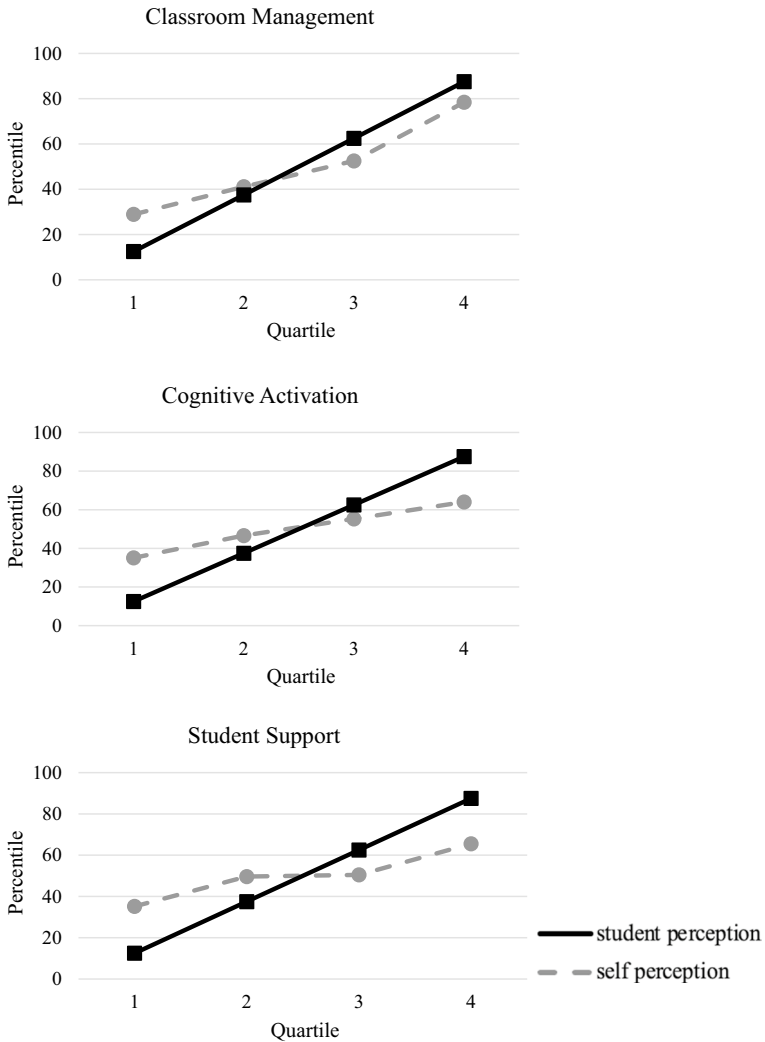 Classroom Management
100
80
60
40
20
0
Percentile
1 2 3 4
Quartile
Cognitive Activation
100
80
60
40
20
0
Percentile
1 2 3 4
Quartile
Student Support
100
80
60
40
20
0
Percentile
1 2 3 4
Quartile
student perception
self perception